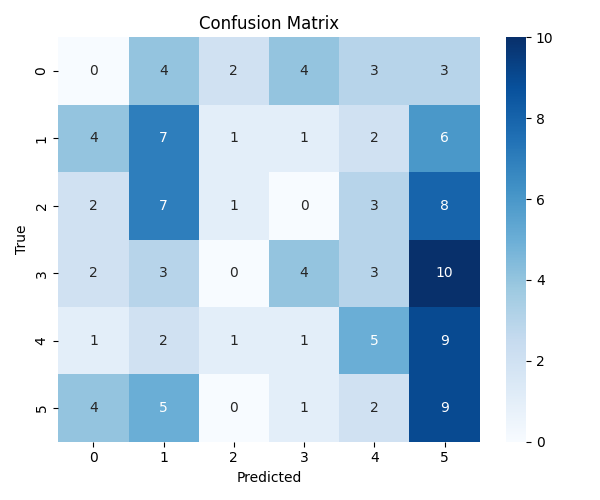 Confusion Matrix
0 0 4 2 4 3 3
1 4 7 1 1 2 6
2 2 7 1 0 3 8
3 2 3 0 4 3 10
4 1 2 1 1 5 9
5 4 5 0 1 2 9
0 1 2 3 4 5
Predicted
True
10
8
6
4
2
0